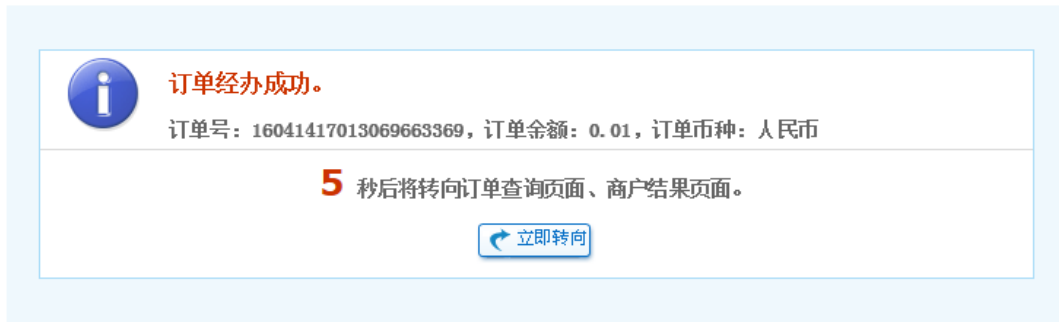 订单经办成功。
订单号：16041417013069663369，订单金额：0.01，订单币种：人民币
5 秒后将转向订单查询页面、商户结果页面。
立即转向